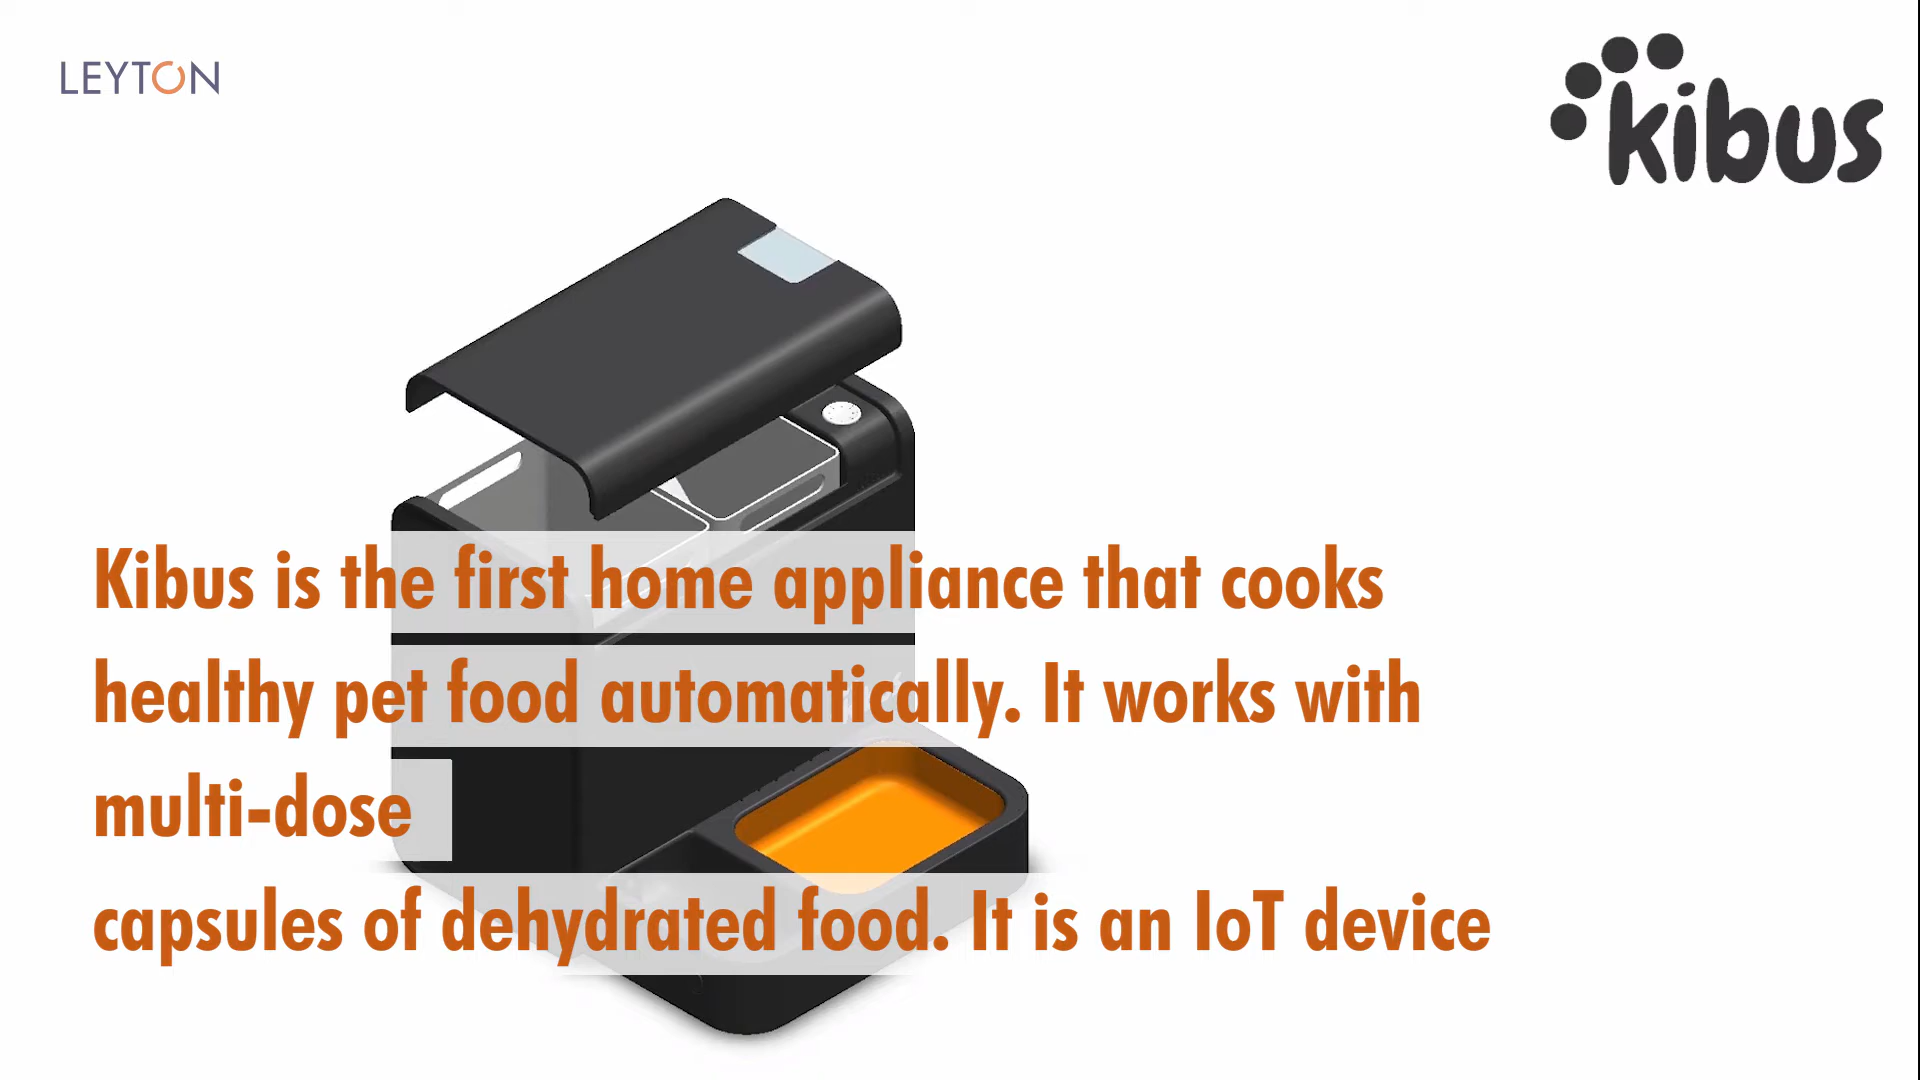 LEYTON
kibus
Kibus is the first home appliance that cooks
healthy pet food automatically. It works with
multi-dose
capsules of dehydrated food. It is an IoT device